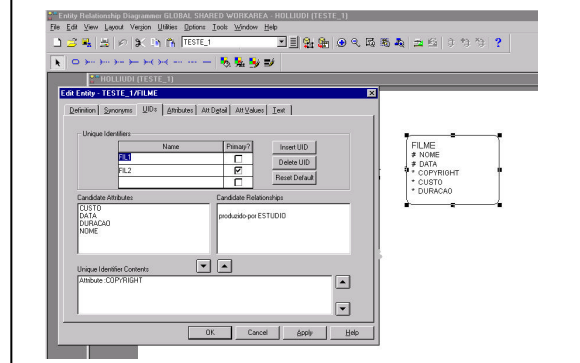 Entity Relationship Diagrammer GLOBAL SHARED WORKAREA - HOLLIUDI (TESTE_1)
File Edit View Layout Version Utilities Options Tools Window Help
TESTE_1
HOLLIUDI (TESTE_1)
Edit Entity - TESTE_1/FILME
Definition Synonyms UIDs Attributes Att Detail Att Values Text
Unique Identifiers
Name Primary?
FIL1
FIL2
Insert UID
Delete UID
Reset Default
Candidate Attributes
CUSTO
DATA
DURACAO
NOME
Candidate Relationships
produzido-por ESTUDIO
Unique Identifier Contents
Attribute :COPYRIGHT
OK Cancel Apply Help
FILME
# NOME
# DATA
* COPYRIGHT
* CUSTO
* DURACAO